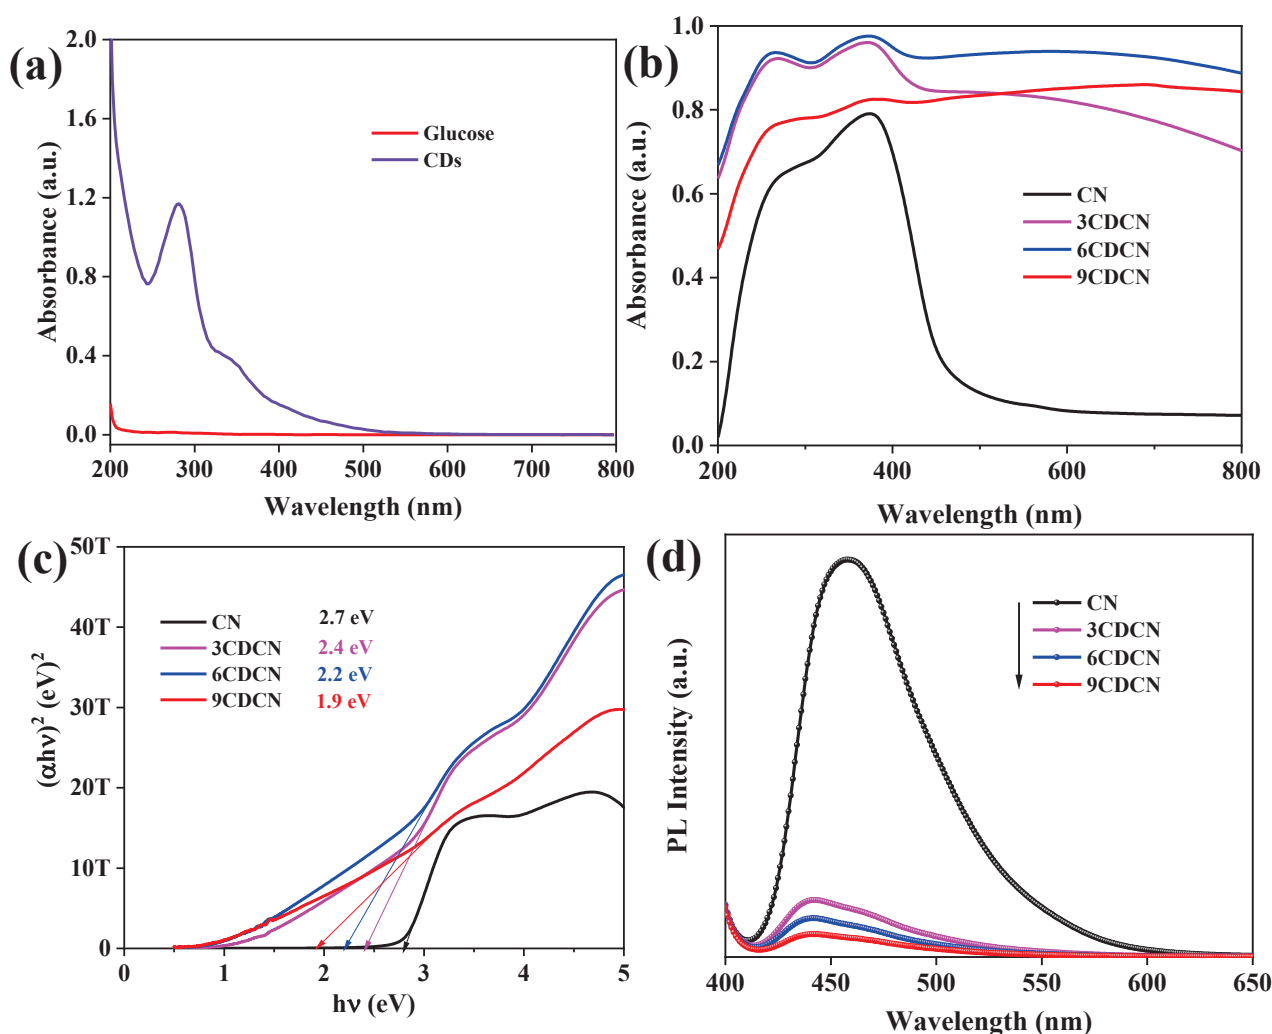 (a)
2.0
1.6
1.2
0.8
0.4
0.0
Absorbance (a.u.)
Glucose
CDs
200 300 400 500 600 700 800
Wavelength (nm)
(b)
1.0
0.8
0.6
0.4
0.2
0.0
Absorbance (a.u.)
CN
3CDCN
6CDCN
9CDCN
200 400 600 800
Wavelength (nm)
(c)
50T
40T
30T
20T
10T
0
(αhν)² (eV)²
CN 2.7 eV
3CDCN 2.4 eV
6CDCN 2.2 eV
9CDCN 1.9 eV
0 1 2 3 4 5
hν (eV)
(d)
PL Intensity (a.u.)
CN
3CDCN
6CDCN
9CDCN
400 450 500 550 600 650
Wavelength (nm)